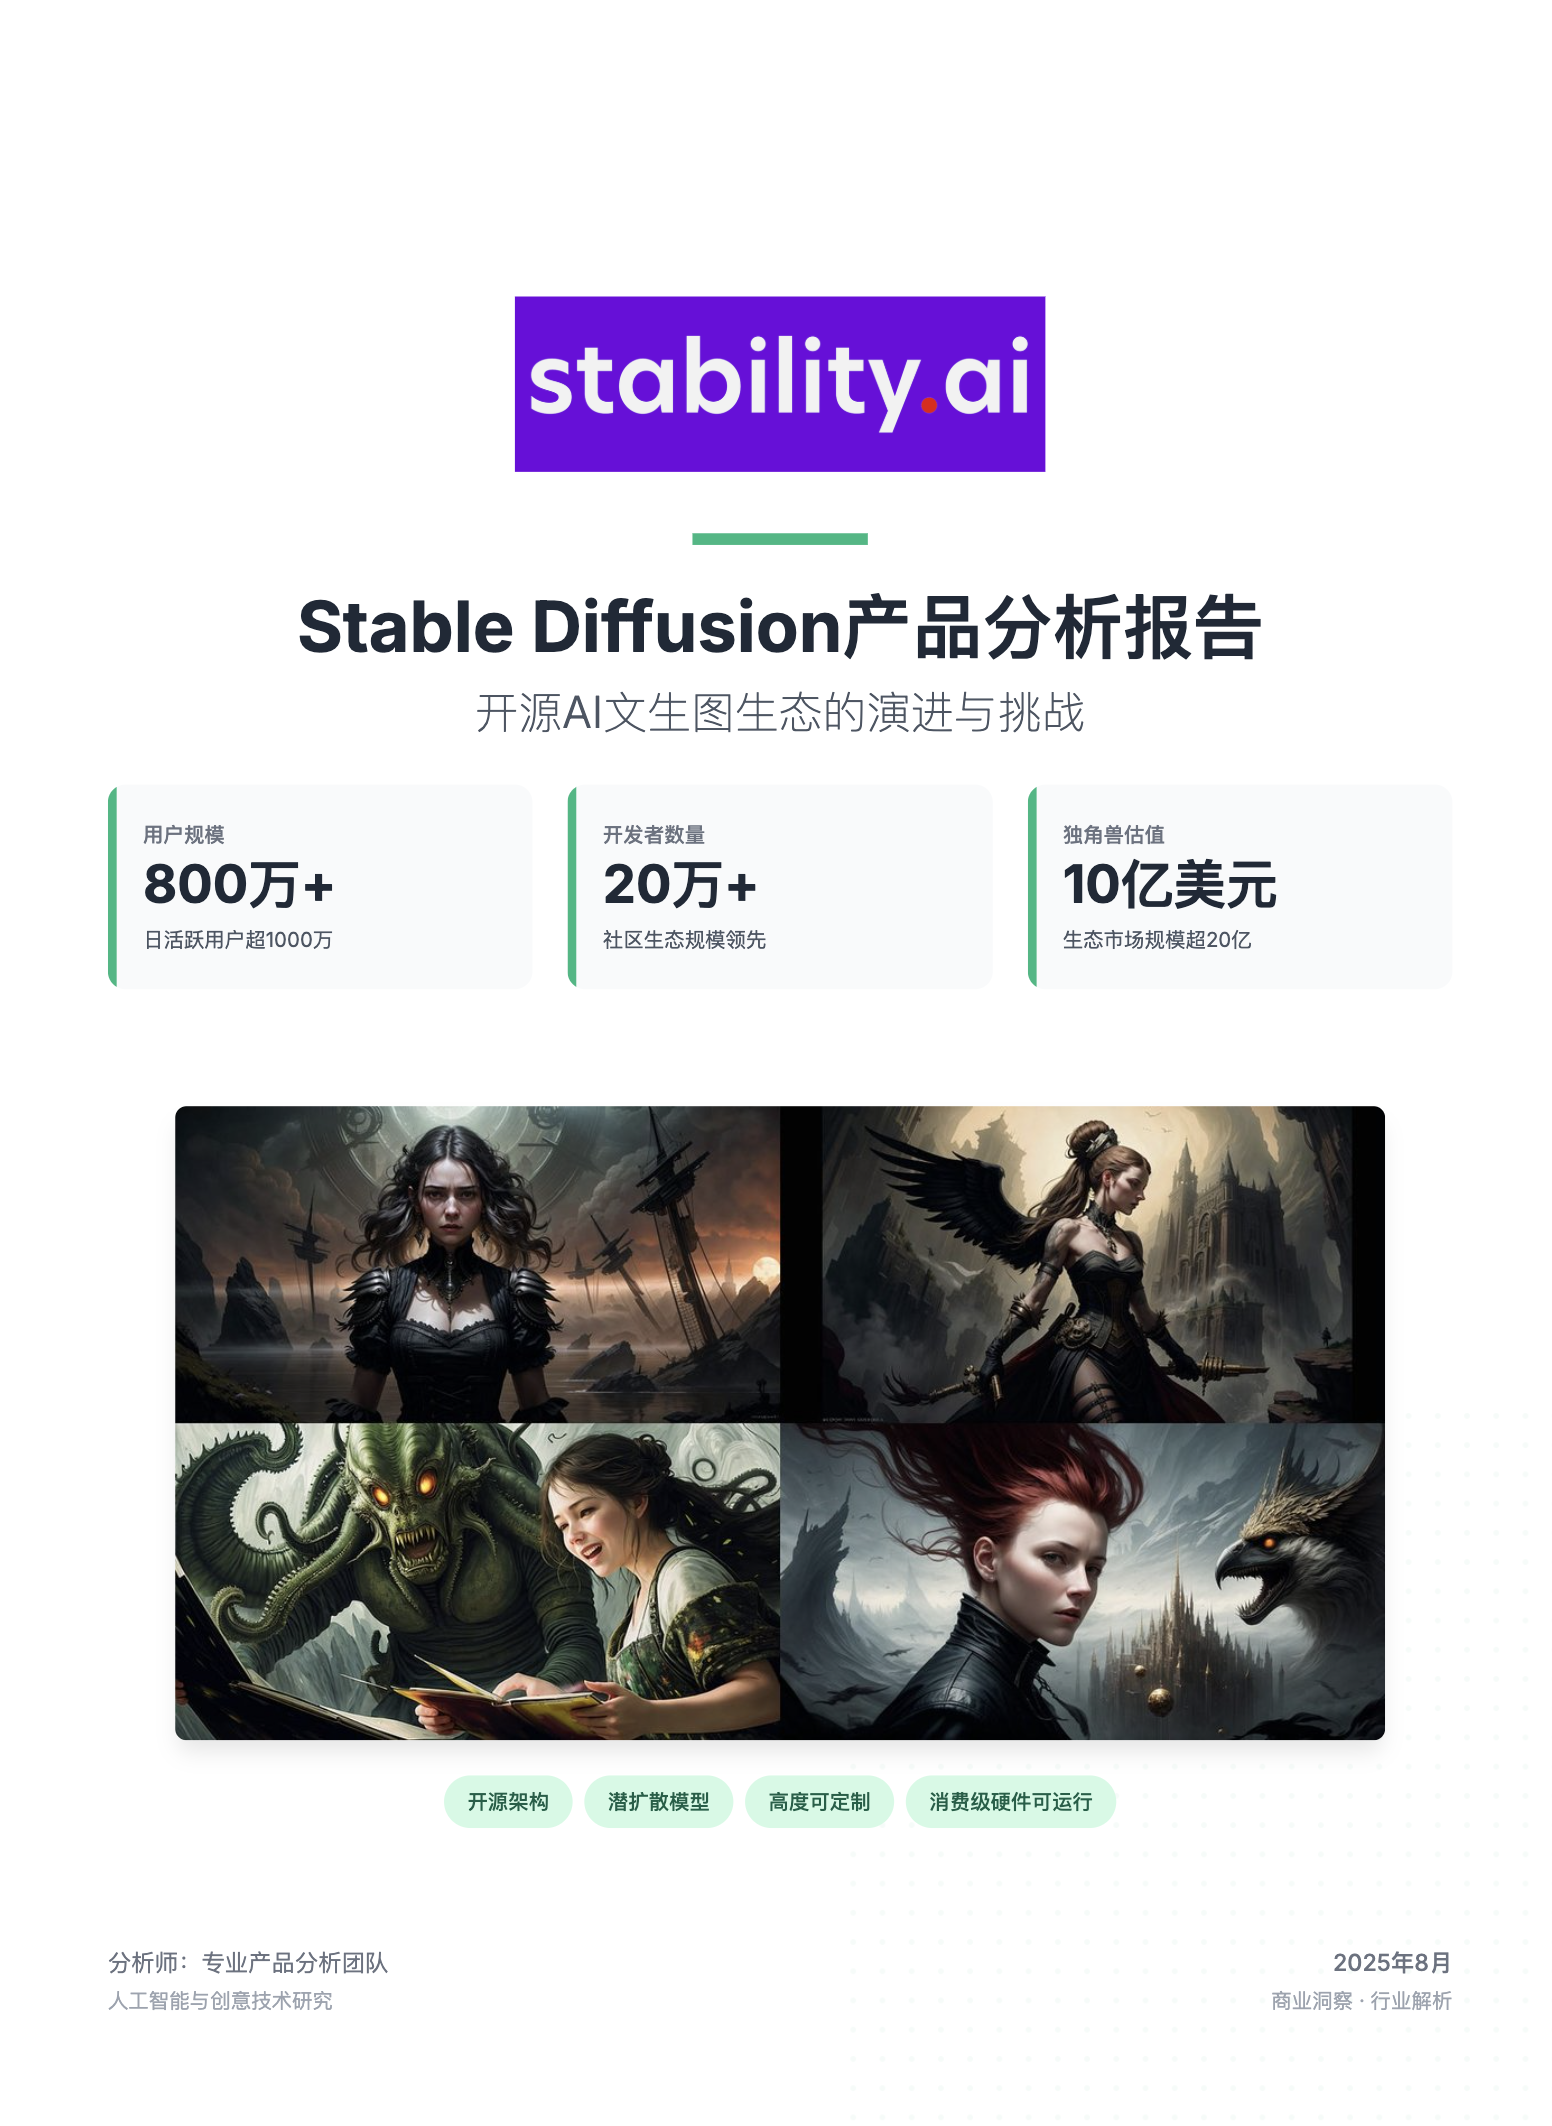 stability.ai
Stable Diffusion产品分析报告
开源AI文生图生态的演进与挑战
用户规模
800万+
日活跃用户超1000万
开发者数量
20万+
社区生态规模领先
独角兽估值
10亿美元
生态市场规模超20亿
开源架构
潜扩散模型
高度可定制
消费级硬件可运行
分析师：专业产品分析团队
人工智能与创意技术研究
2025年8月
商业洞察 · 行业解析